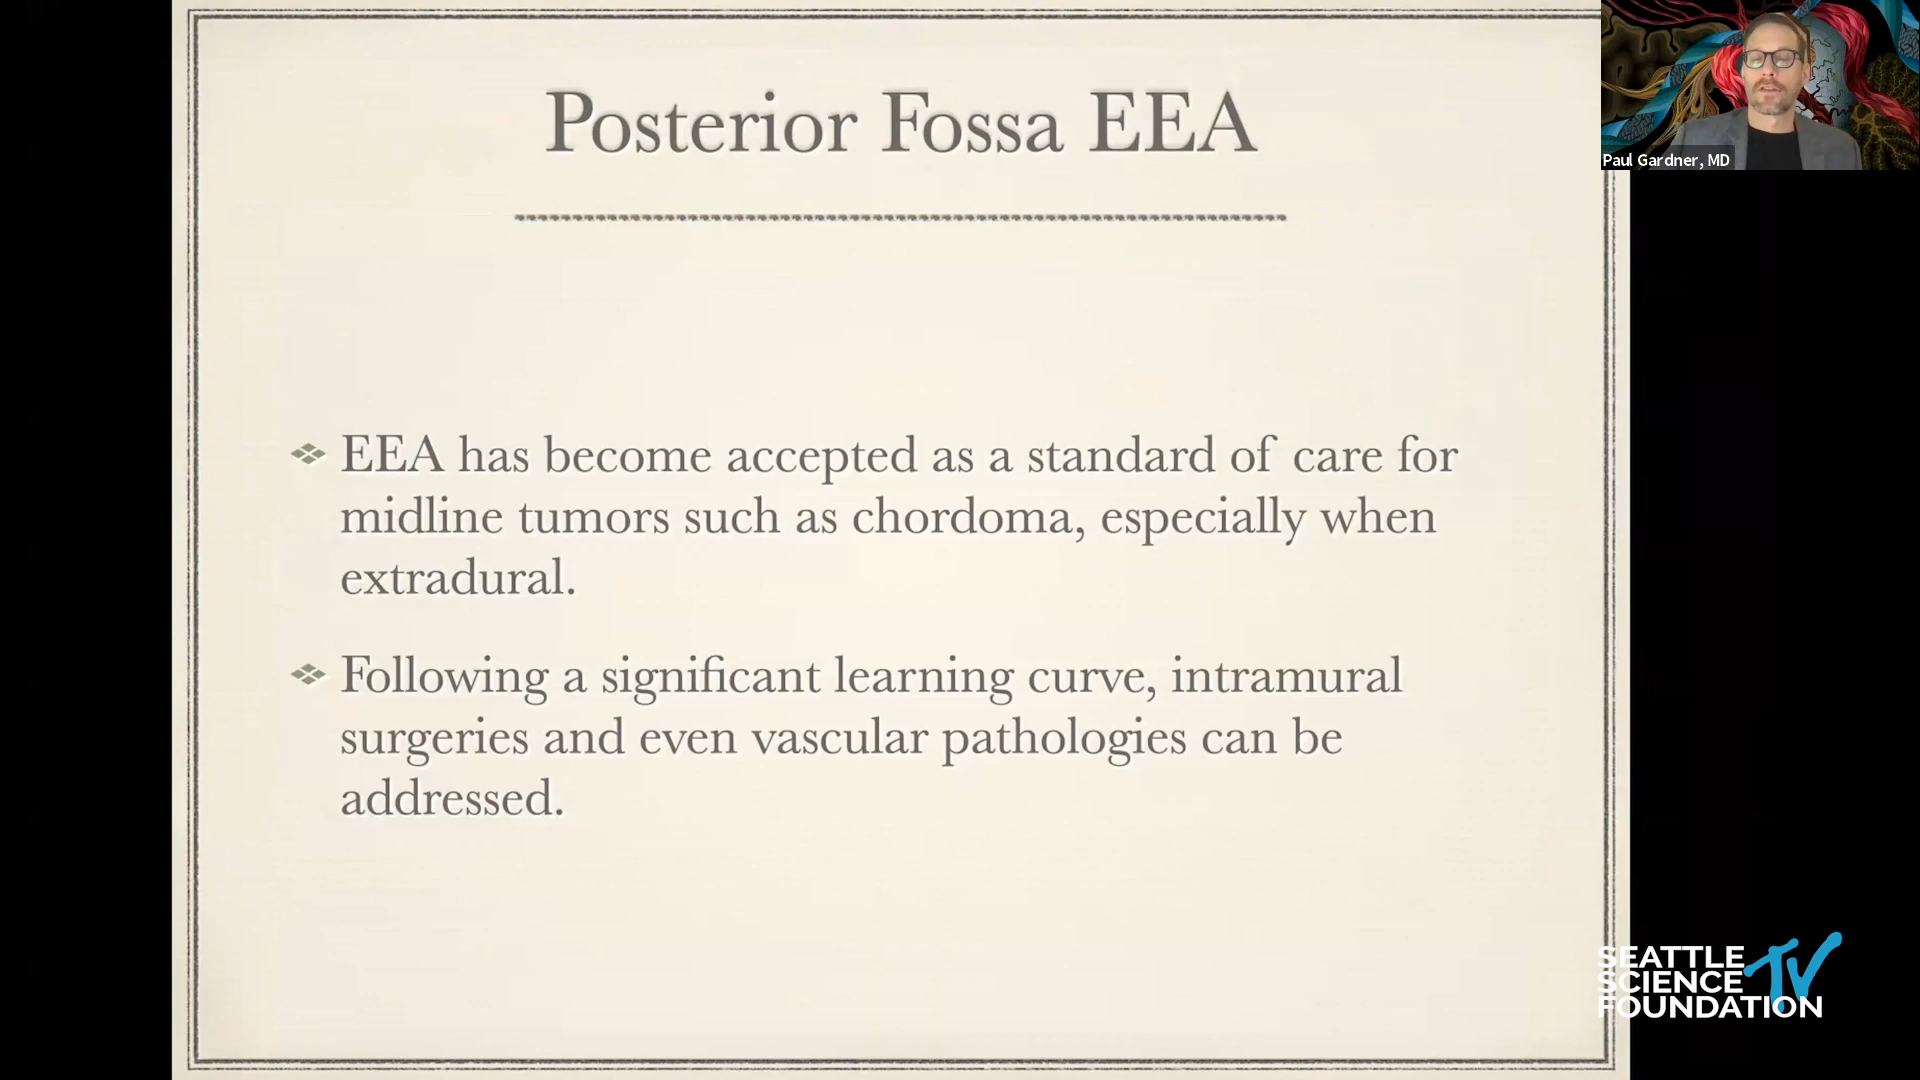 Posterior Fossa EEA
Paul Gardner, MD
EEA has become accepted as a standard of care for
midline tumors such as chordoma, especially when
extradural.
Following a significant learning curve, intramural
surgeries and even vascular pathologies can be
addressed.
SEATTLE
SCIENCE
FOUNDATION
TV